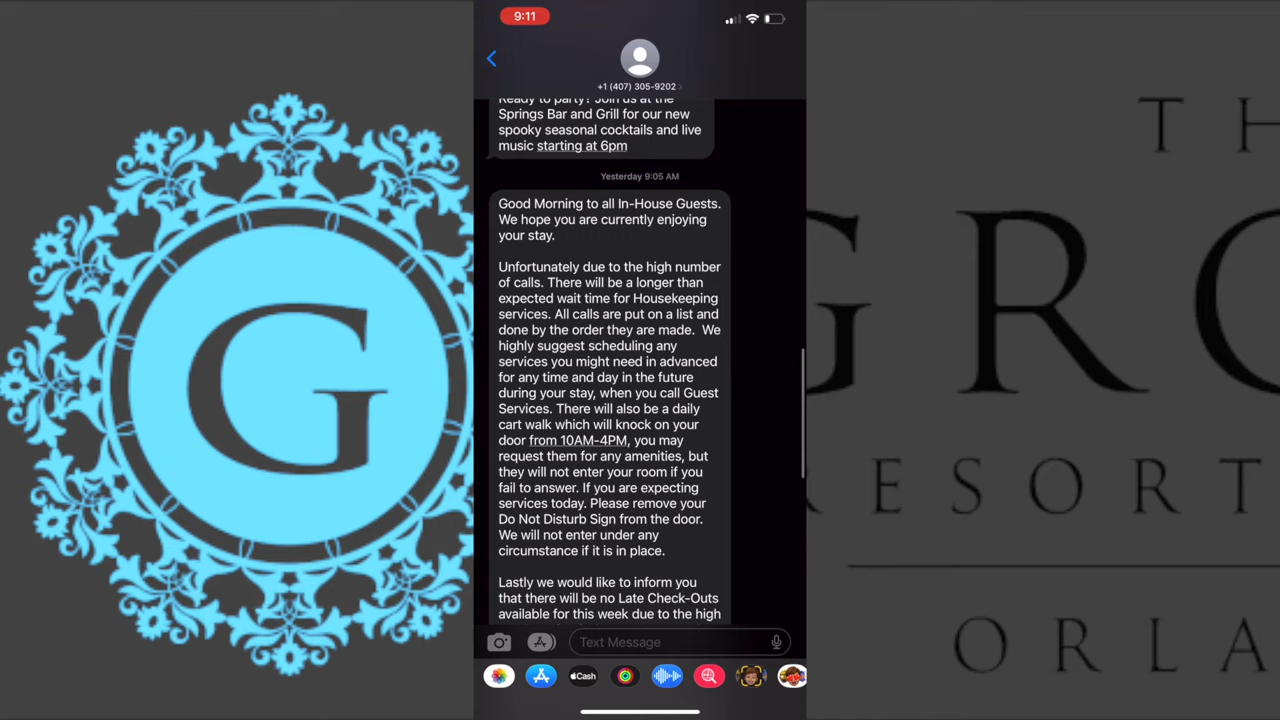 9:11
+1 (407) 305-9202
Ready to party? Join us at the
Springs Bar and Grill for our new
spooky seasonal cocktails and live
music starting at 6pm
Yesterday 9:05 AM
Good Morning to all In-House Guests.
We hope you are currently enjoying
your stay.
Unfortunately due to the high number
of calls. There will be a longer than
expected wait time for Housekeeping
services. All calls are put on a list and
done by the order they are made.  We
highly suggest scheduling any
services you might need in advanced
for any time and day in the future
during your stay, when you call Guest
Services. There will also be a daily
cart walk which will knock on your
door from 10AM-4PM, you may
request them for any amenities, but
they will not enter your room if you
fail to answer. If you are expecting
services today. Please remove your
Do Not Disturb Sign from the door.
We will not enter under any
circumstance if it is in place.
Lastly we would like to inform you
that there will be no Late Check-Outs
available for this week due to the high
Text Message
Cash
G
TH
GRO
RESORT
ORLA